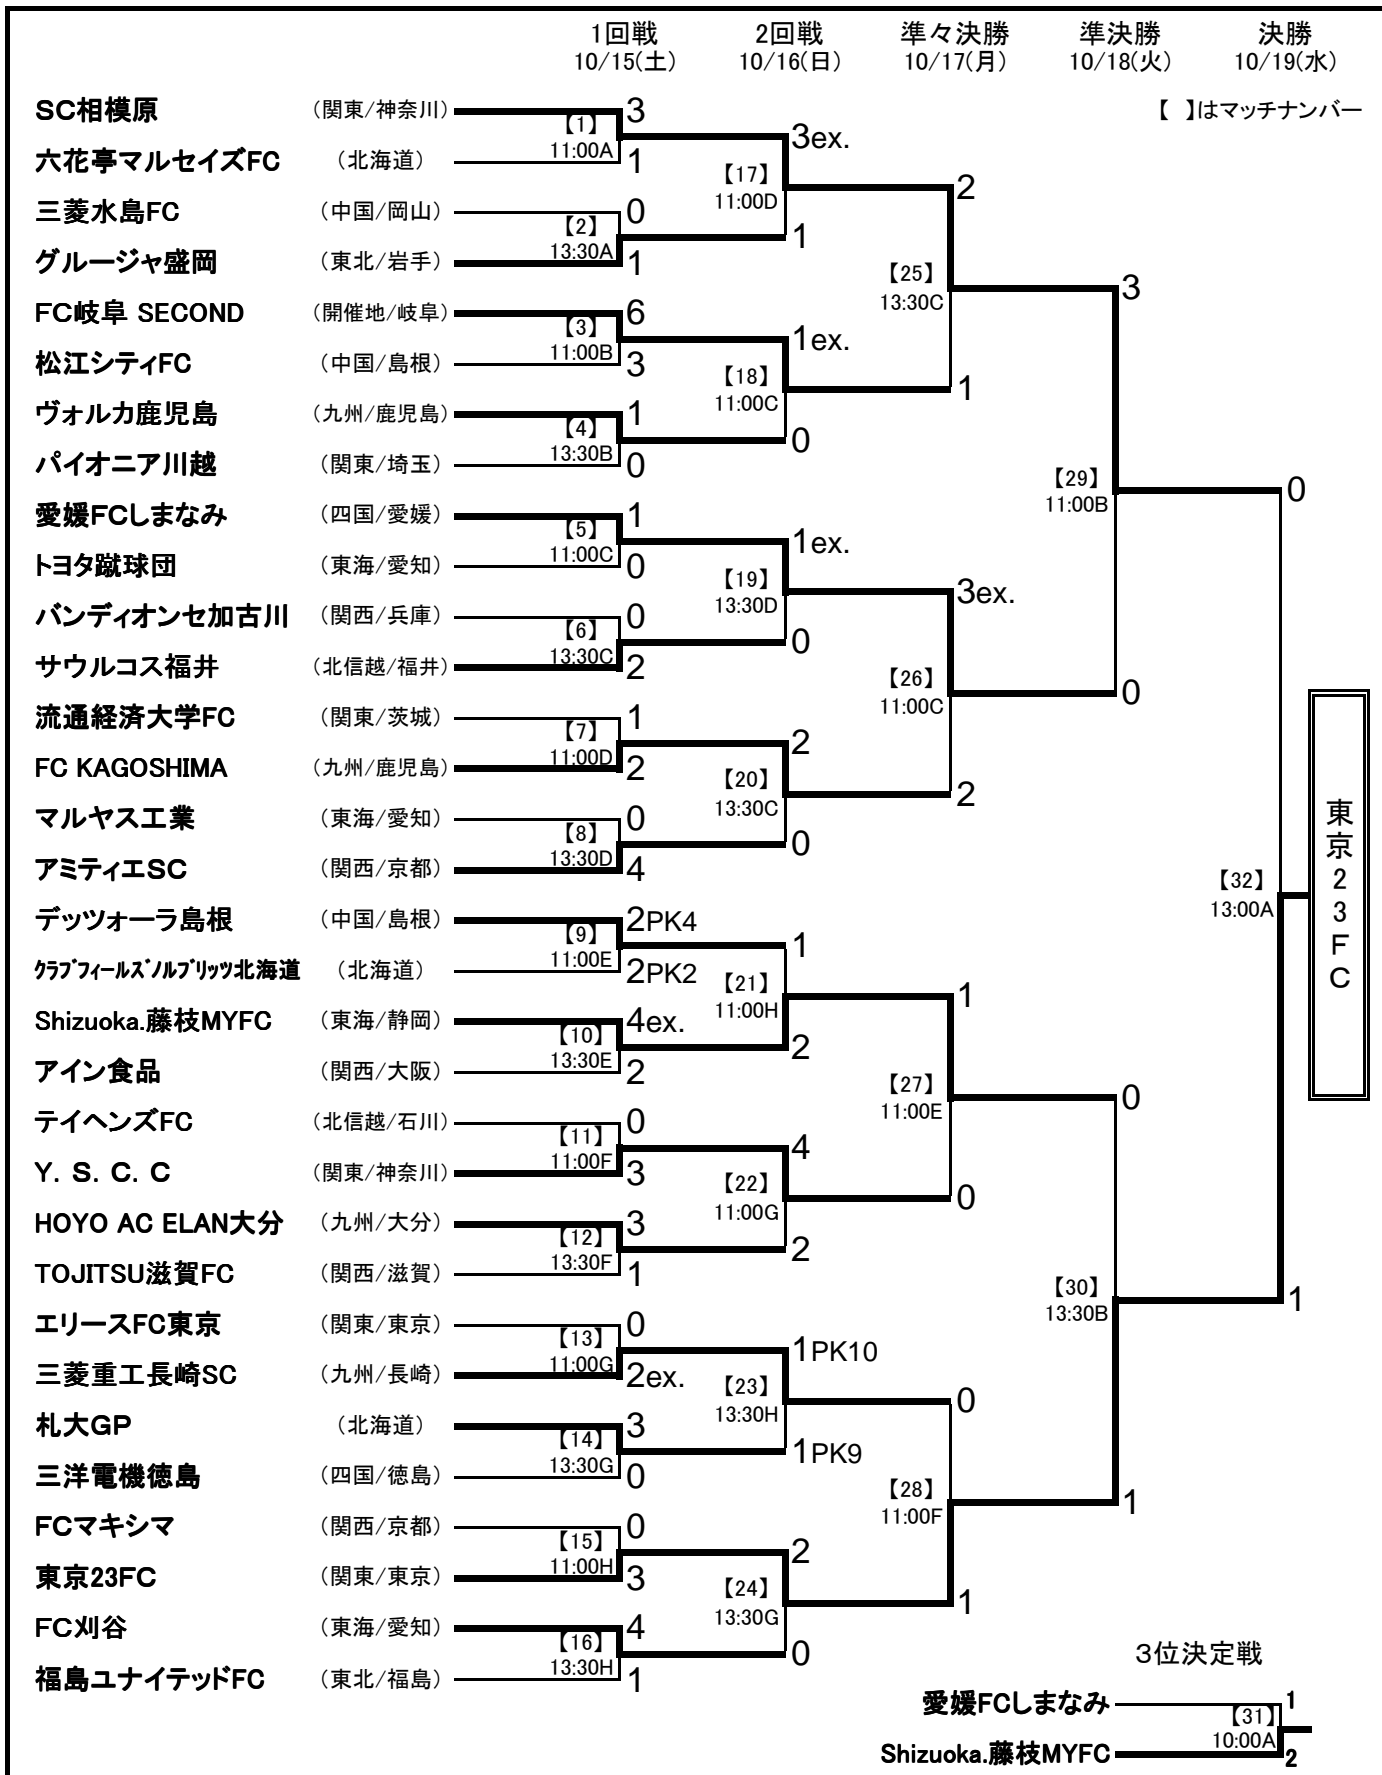 1回戦 2回戦 準々決勝 準決勝 決勝
10/15(土) 10/16(日) 10/17(月) 10/18(火) 10/19(水)
【 】はマッチナンバー
SC相模原 (関東/神奈川) 3
【1】
11:00A
六花亭マルセイズFC (北海道) 1
3ex.
【17】
11:00D
三菱水島FC (中国/岡山) 0
【2】
13:30A
グルージャ盛岡 (東北/岩手) 1
1
2
【25】
13:30C
FC岐阜 SECOND (開催地/岐阜) 6
【3】
11:00B
松江シティFC (中国/島根) 3
1ex.
【18】
11:00C
ヴォルカ鹿児島 (九州/鹿児島) 1
【4】
13:30B
パイオニア川越 (関東/埼玉) 0
0
1
3
【29】
11:00B
愛媛FCしまなみ (四国/愛媛) 1
【5】
11:00C
トヨタ蹴球団 (東海/愛知) 0
1ex.
【19】
13:30D
バンディオンセ加古川 (関西/兵庫) 0
【6】
13:30C
サウルコス福井 (北信越/福井) 2
0
3ex.
【26】
11:00C
流通経済大学FC (関東/茨城) 1
【7】
11:00D
FC KAGOSHIMA (九州/鹿児島) 2
2
【20】
13:30C
マルヤス工業 (東海/愛知) 0
【8】
13:30D
アミティエSC (関西/京都) 4
0
2
0
0
【32】
13:00A
東京23FC
デッツォーラ島根 (中国/島根) 2PK4
【9】
11:00E
クラブフィールズノルブリッツ北海道 (北海道) 2PK2
1
【21】
11:00H
Shizuoka.藤枝MYFC (東海/静岡) 4ex.
【10】
13:30E
アイン食品 (関西/大阪) 2
2
1
【27】
11:00E
テイヘンズFC (北信越/石川) 0
【11】
11:00F
Y. S. C. C (関東/神奈川) 3
4
【22】
11:00G
HOYO AC ELAN大分 (九州/大分) 3
【12】
13:30F
TOJITSU滋賀FC (関西/滋賀) 1
2
0
0
【30】
13:30B
1
エリースFC東京 (関東/東京) 0
【13】
11:00G
三菱重工長崎SC (九州/長崎) 2ex.
1PK10
【23】
13:30H
札大GP (北海道) 3
【14】
13:30G
三洋電機徳島 (四国/徳島) 0
1PK9
0
【28】
11:00F
1
FCマキシマ (関西/京都) 0
【15】
11:00H
東京23FC (関東/東京) 3
2
【24】
13:30G
FC刈谷 (東海/愛知) 4
【16】
13:30H
福島ユナイテッドFC (東北/福島) 1
0
1
3位決定戦
愛媛FCしまなみ 1
【31】
10:00A
Shizuoka.藤枝MYFC 2